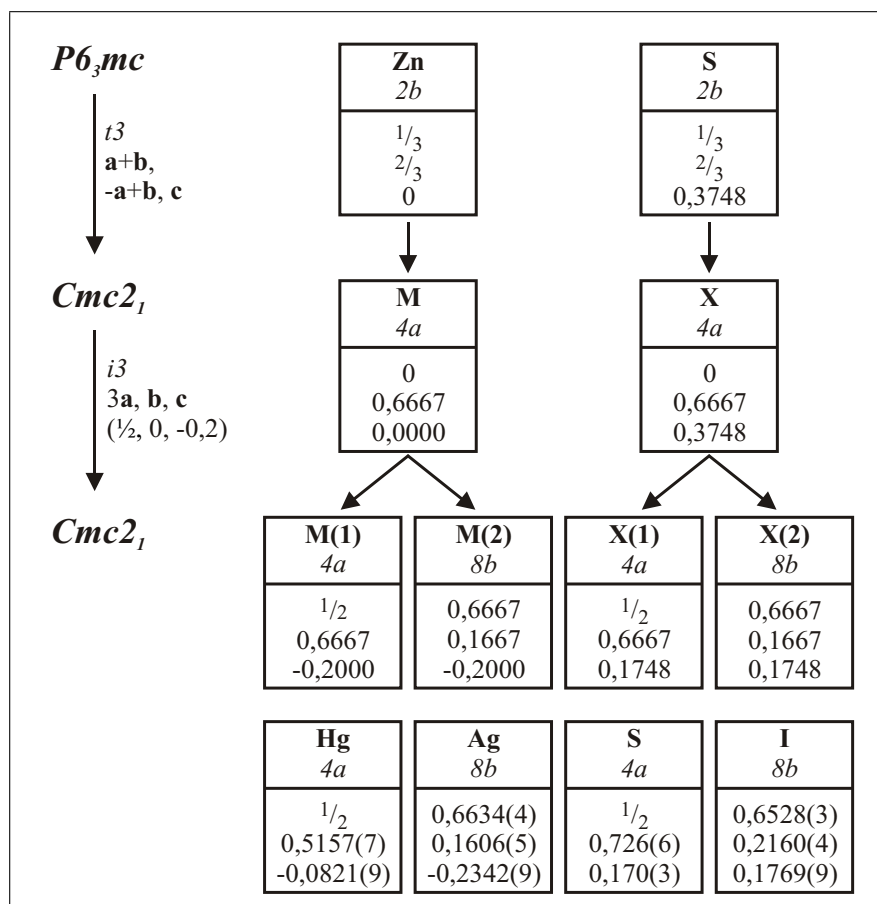 P6₃mc
Zn
2b
1/3
2/3
0
S
2b
1/3
2/3
0,3748
t3
a+b,
-a+b, c
Cmc2₁
M
4a
0
0,6667
0,0000
X
4a
0
0,6667
0,3748
i3
3a, b, c
(½, 0, -0,2)
Cmc2₁
M(1)
4a
1/2
0,6667
-0,2000
M(2)
8b
0,6667
0,1667
-0,2000
X(1)
4a
1/2
0,6667
0,1748
X(2)
8b
0,6667
0,1667
0,1748
Hg
4a
1/2
0,5157(7)
-0,0821(9)
Ag
8b
0,6634(4)
0,1606(5)
-0,2342(9)
S
4a
1/2
0,726(6)
0,170(3)
I
8b
0,6528(3)
0,2160(4)
0,1769(9)